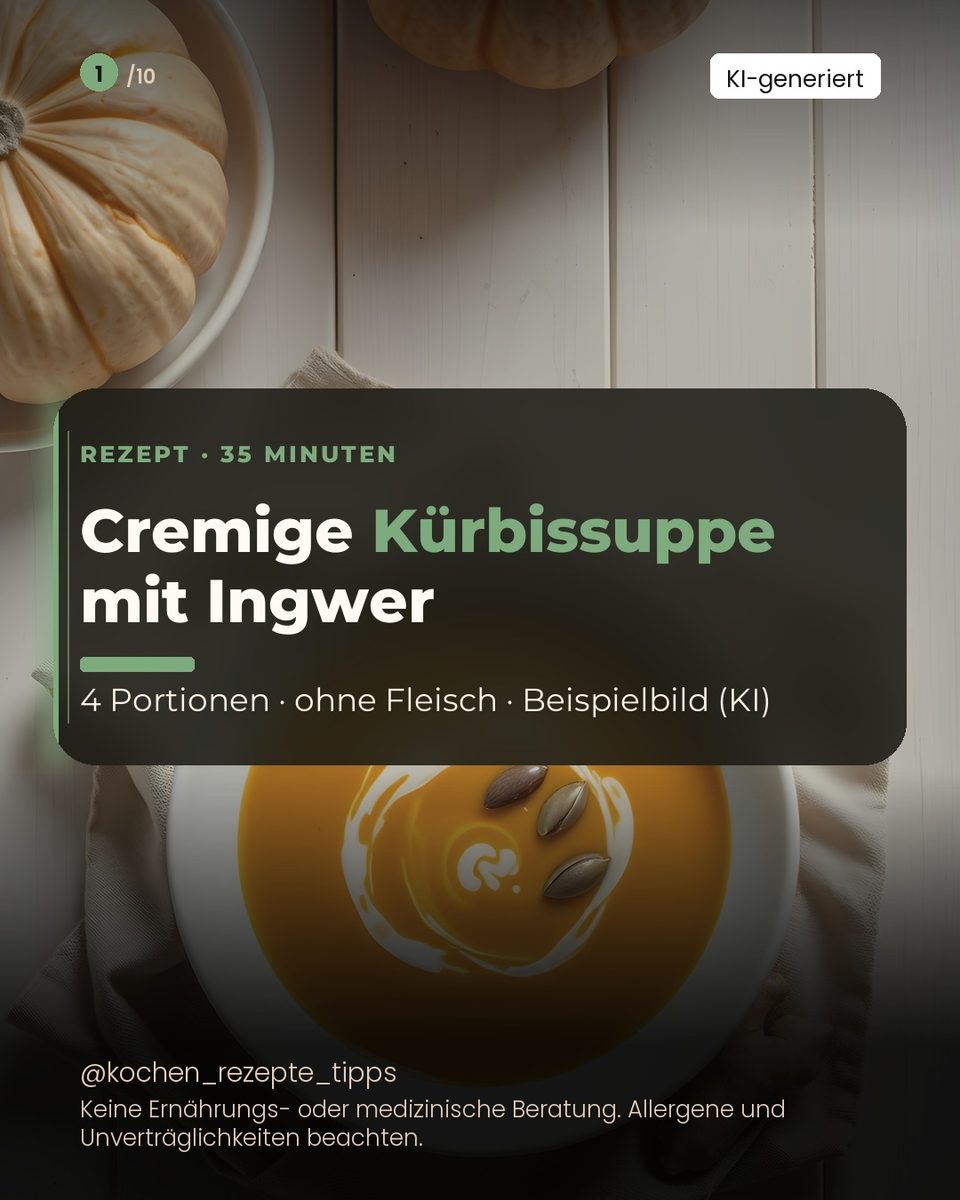 1 /10
KI-generiert
REZEPT · 35 MINUTEN
Cremige Kürbissuppe
mit Ingwer
4 Portionen · ohne Fleisch · Beispielbild (KI)
@kochen_rezepte_tipps
Keine Ernährungs- oder medizinische Beratung. Allergene und
Unverträglichkeiten beachten.